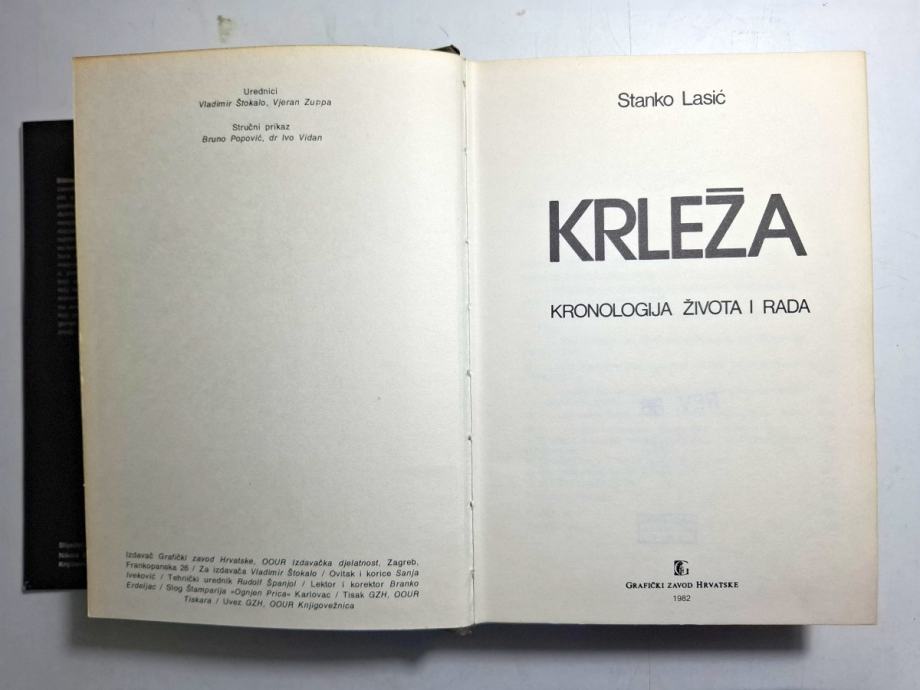 Urednici
Vladimir Štokalo, Vjeran Zuppa
Stručni prikaz
Bruno Popović, dr Ivo Vidan
Izdavač Grafički zavod Hrvatske, OOUR Izdavačka djelatnost, Zagreb,
Frankopanska 26 / Za izdavača Vladimir Štokalo / Ovitak i korice Sanja
Iveković / Tehnički urednik Rudolf Španjol / Lektor i korektor Branko
Erdeljac / Slog Štamparija »Ognjen Prica« Karlovac / Tisak GZH, OOUR
Tiskara / Uvez GZH, OOUR Knjigovežnica
Stanko Lasić
KRLEŽA
KRONOLOGIJA ŽIVOTA I RADA
GRAFIČKI ZAVOD HRVATSKE
1982